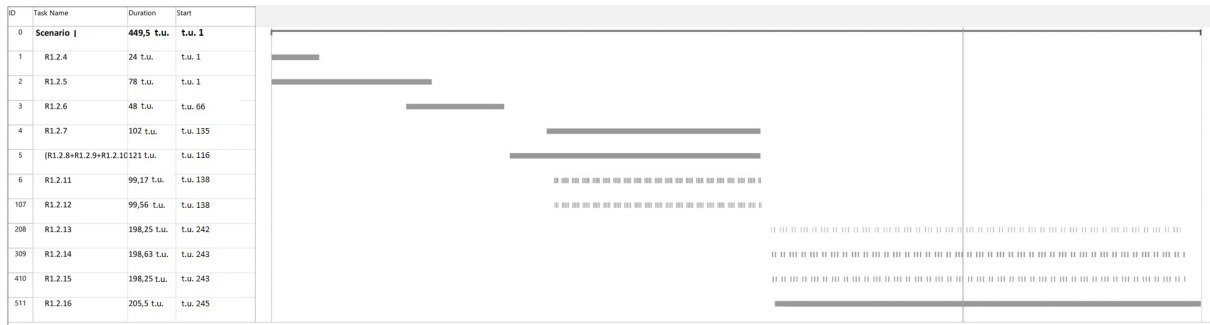 ID Task Name Duration Start
0 Scenario I 449,5 t.u. t.u. 1
1 R1.2.4 24 t.u. t.u. 1
2 R1.2.5 78 t.u. t.u. 1
3 R1.2.6 48 t.u. t.u. 66
4 R1.2.7 102 t.u. t.u. 135
5 (R1.2.8+R1.2.9+R1.2.10 121 t.u. t.u. 116
6 R1.2.11 99,17 t.u. t.u. 138
107 R1.2.12 99,56 t.u. t.u. 138
208 R1.2.13 198,25 t.u. t.u. 242
309 R1.2.14 198,63 t.u. t.u. 243
410 R1.2.15 198,25 t.u. t.u. 243
511 R1.2.16 205,5 t.u. t.u. 245